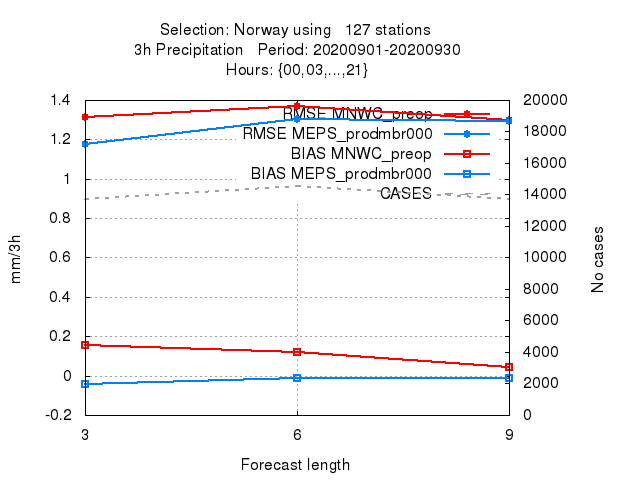 Selection: Norway using   127 stations
3h Precipitation   Period: 20200901-20200930
Hours: {00,03,...,21}
RMSE MNWC_preop
RMSE MEPS_prodmbr000
BIAS MNWC_preop
BIAS MEPS_prodmbr000
CASES
1.4
1.2
1
0.8
0.6
0.4
0.2
0
-0.2
mm/3h
20000
18000
16000
14000
12000
10000
8000
6000
4000
2000
0
No cases
3 6 9
Forecast length